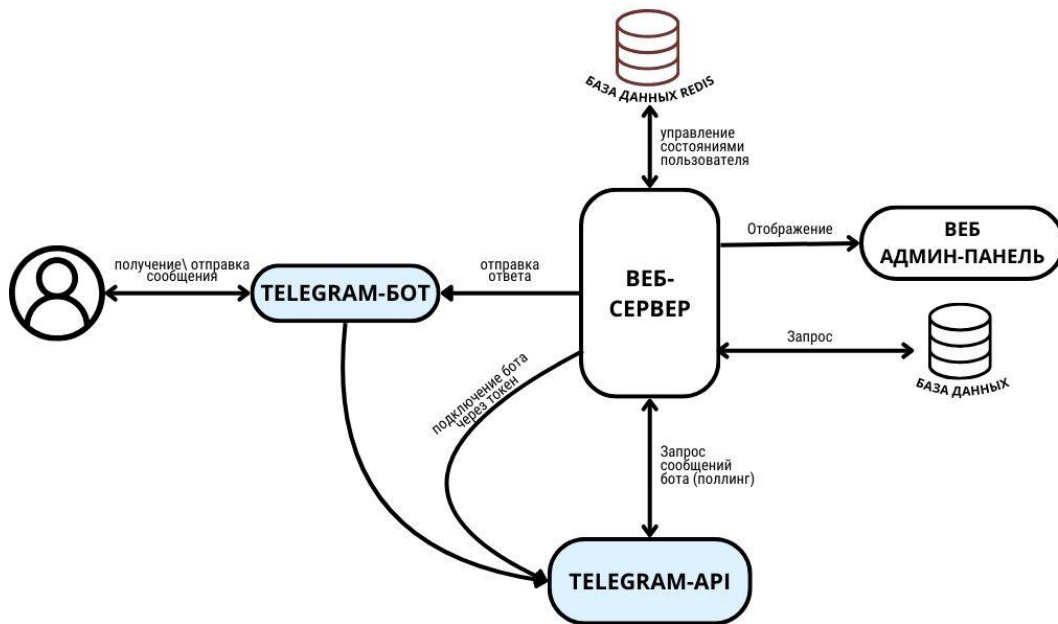 БАЗА ДАННЫХ REDIS
управление
состояниями
пользователя
ВЕБ
АДМИН-ПАНЕЛЬ
Отображение
получение\ отправка
сообщения
TELEGRAM-БОТ
отправка
ответа
ВЕБ-
СЕРВЕР
Запрос
БАЗА ДАННЫХ
подключение бота
через токен
Запрос
сообщений
бота (поллинг)
TELEGRAM-API